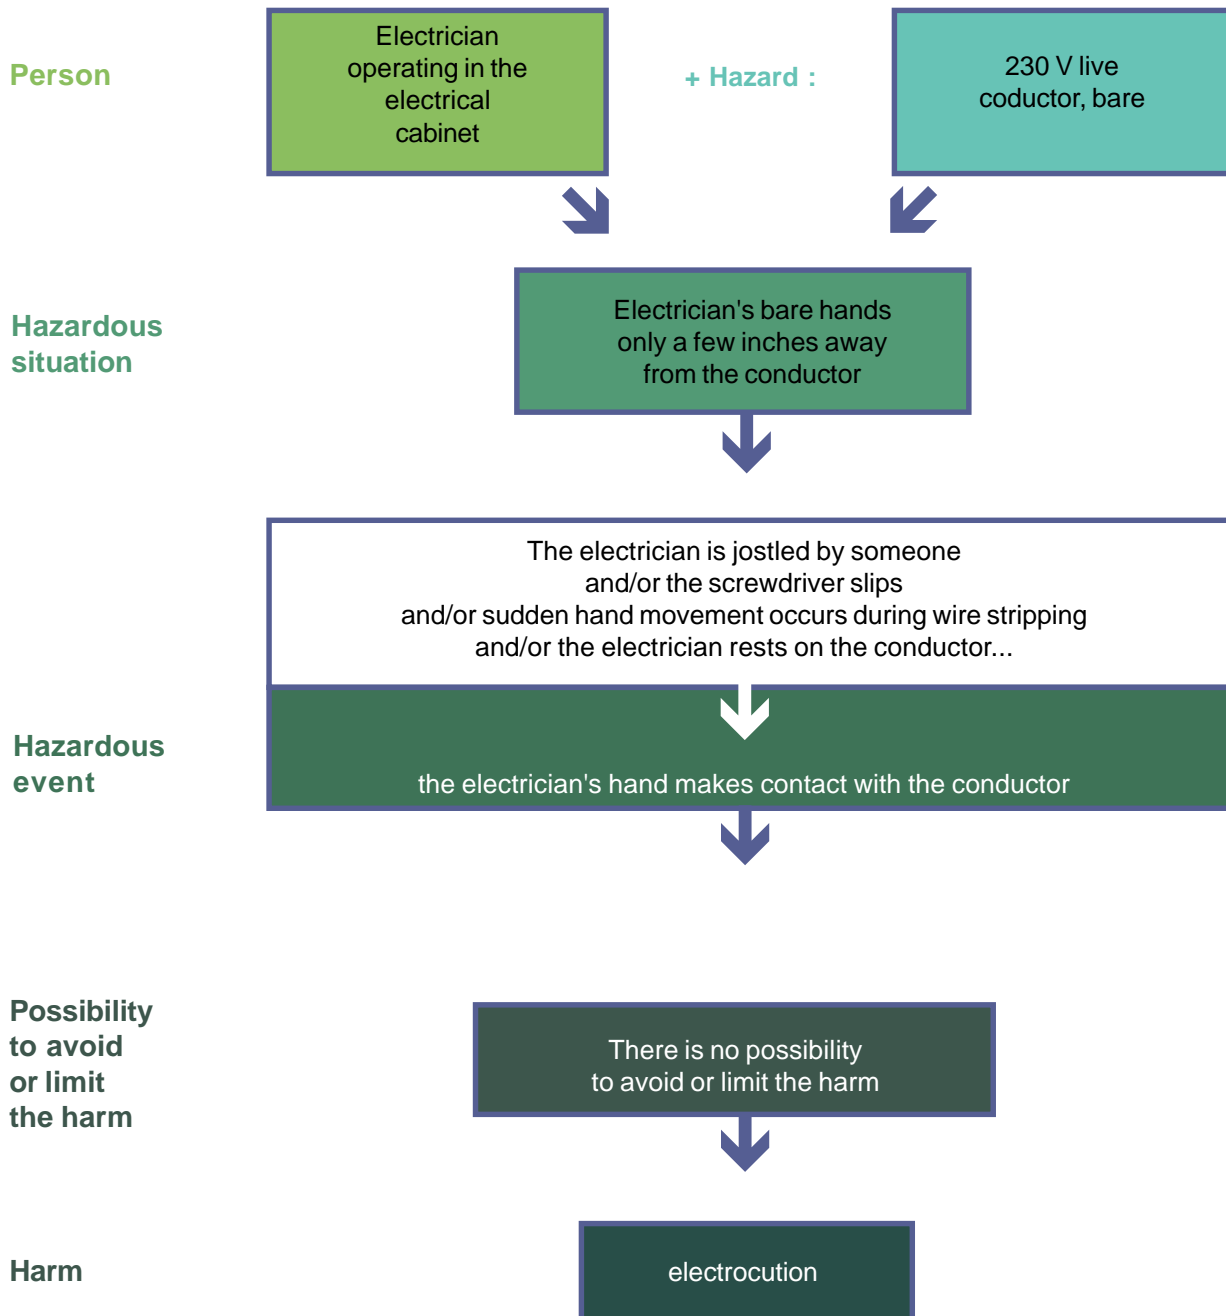 Person
Electrician
operating in the
electrical
cabinet
+ Hazard :
230 V live
coductor, bare
Hazardous
situation
Electrician's bare hands
only a few inches away
from the conductor
The electrician is jostled by someone
and/or the screwdriver slips
and/or sudden hand movement occurs during wire stripping
and/or the electrician rests on the conductor...
Hazardous
event
the electrician's hand makes contact with the conductor
Possibility
to avoid
or limit
the harm
There is no possibility
to avoid or limit the harm
Harm
electrocution